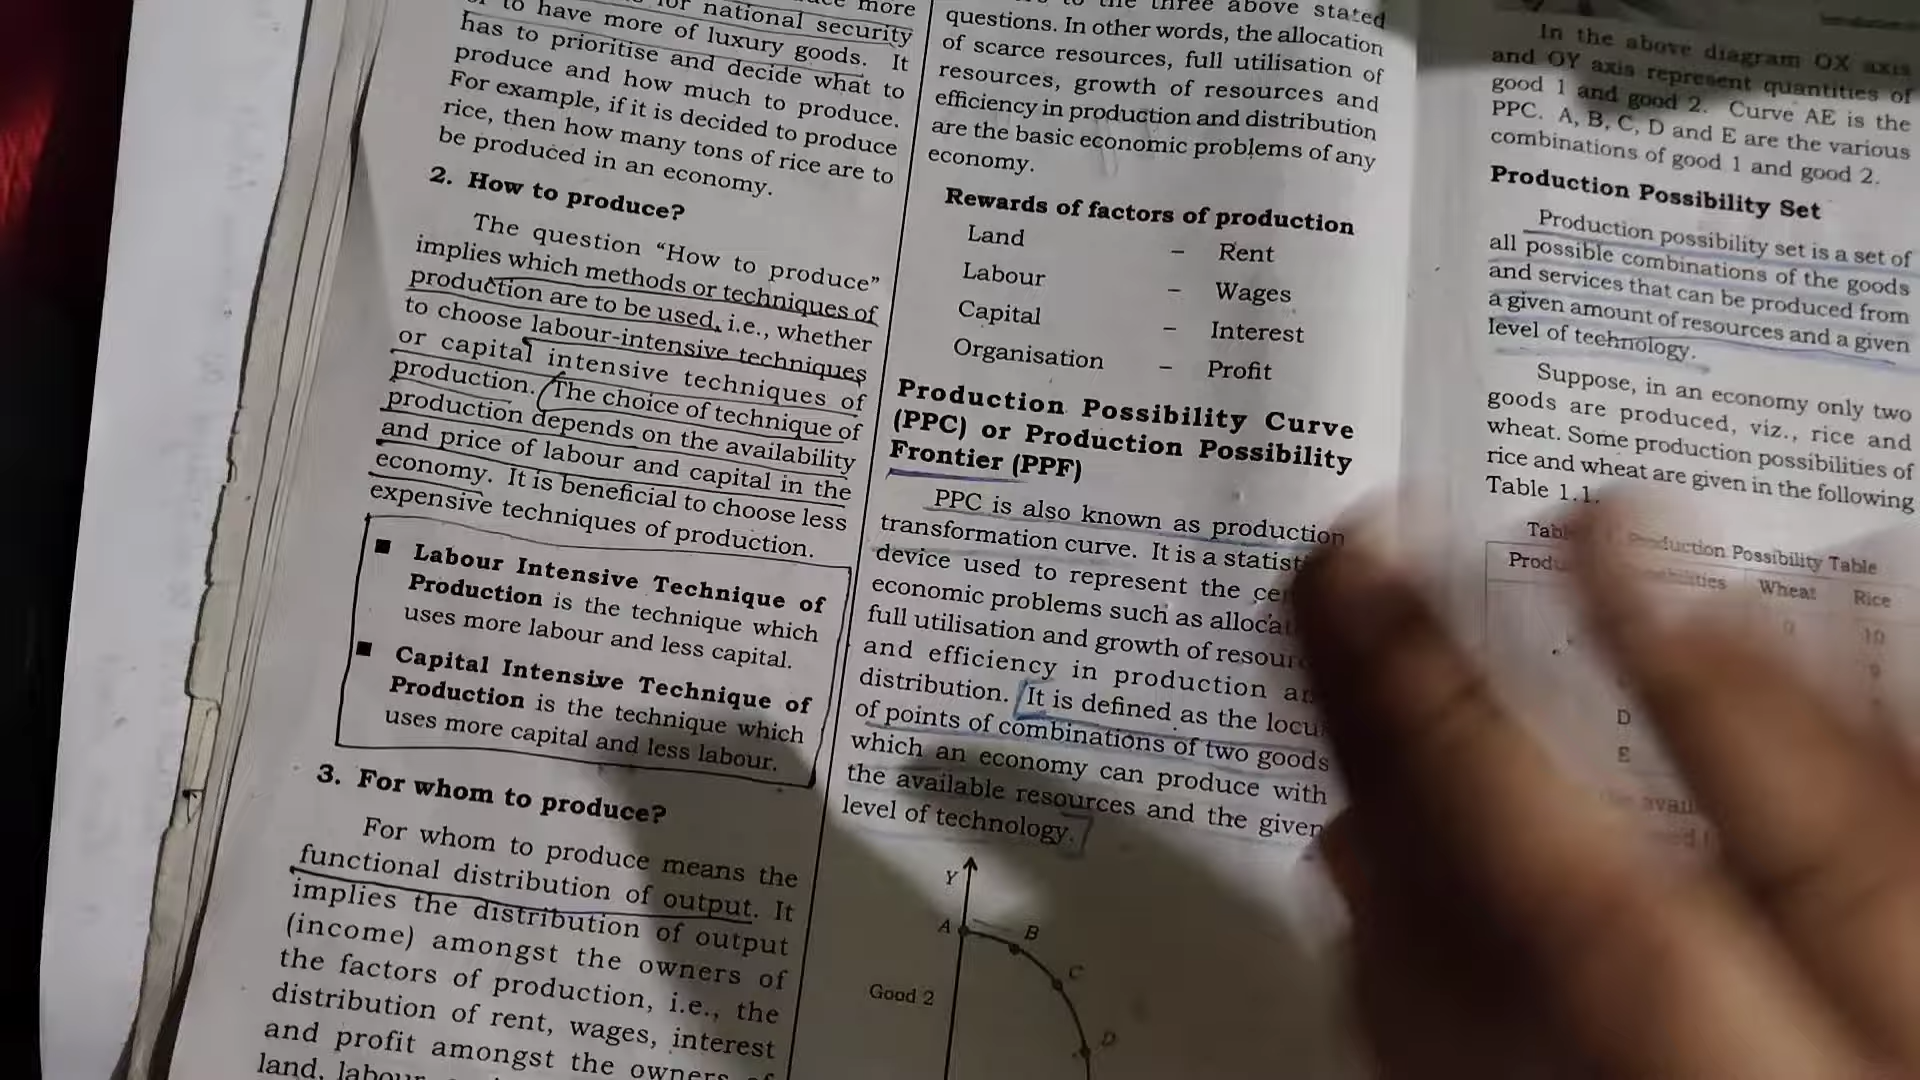 more
for national security
to have more of luxury goods. It
has to prioritise and decide what to
produce and how much to produce.
For example, if it is decided to produce
rice, then how many tons of rice are to
be produced in an economy.
2. How to produce?
The question “How to produce”
implies which methods or techniques of
production are to be used, i.e., whether
to choose labour-intensive techniques
or capital intensive techniques of
production. The choice of technique of
production depends on the availability
and price of labour and capital in the
economy. It is beneficial to choose less
expensive techniques of production.
■ Labour Intensive Technique of
Production is the technique which
uses more labour and less capital.
■ Capital Intensive Technique of
Production is the technique which
uses more capital and less labour.
3. For whom to produce?
For whom to produce means the
functional distribution of output. It
implies the distribution of output
(income) amongst the owners of
the factors of production, i.e., the
distribution of rent, wages, interest
and profit amongst the owners of
land, labour
the three above stated
questions. In other words, the allocation
of scarce resources, full utilisation of
resources, growth of resources and
efficiency in production and distribution
are the basic economic problems of any
economy.
Rewards of factors of production
Land – Rent
Labour – Wages
Capital – Interest
Organisation – Profit
Production Possibility Curve
(PPC) or Production Possibility
Frontier (PPF)
PPC is also known as production
transformation curve. It is a
device used to represent the
economic problems such as
full utilisation and growth of
and efficiency in production
distribution. It is defined as the
of points of combinations of two goods
which an economy can produce with
the available resources and the given
level of technology.
Y
A
B
C
D
Good 2
In the above diagram OX axis
and OY axis represent quantities of
good 1 and good 2. Curve AE is the
PPC. A, B, C, D and E are the various
combinations of good 1 and good 2.
Production Possibility Set
Production possibility set is a set of
all possible combinations of the goods
and services that can be produced from
a given amount of resources and a given
level of technology.
Suppose, in an economy only two
goods are produced, viz., rice and
wheat. Some production possibilities of
rice and wheat are given in the following
Table 1.1.
Production Possibility Table
Wheat Rice
0 10
9
D
E